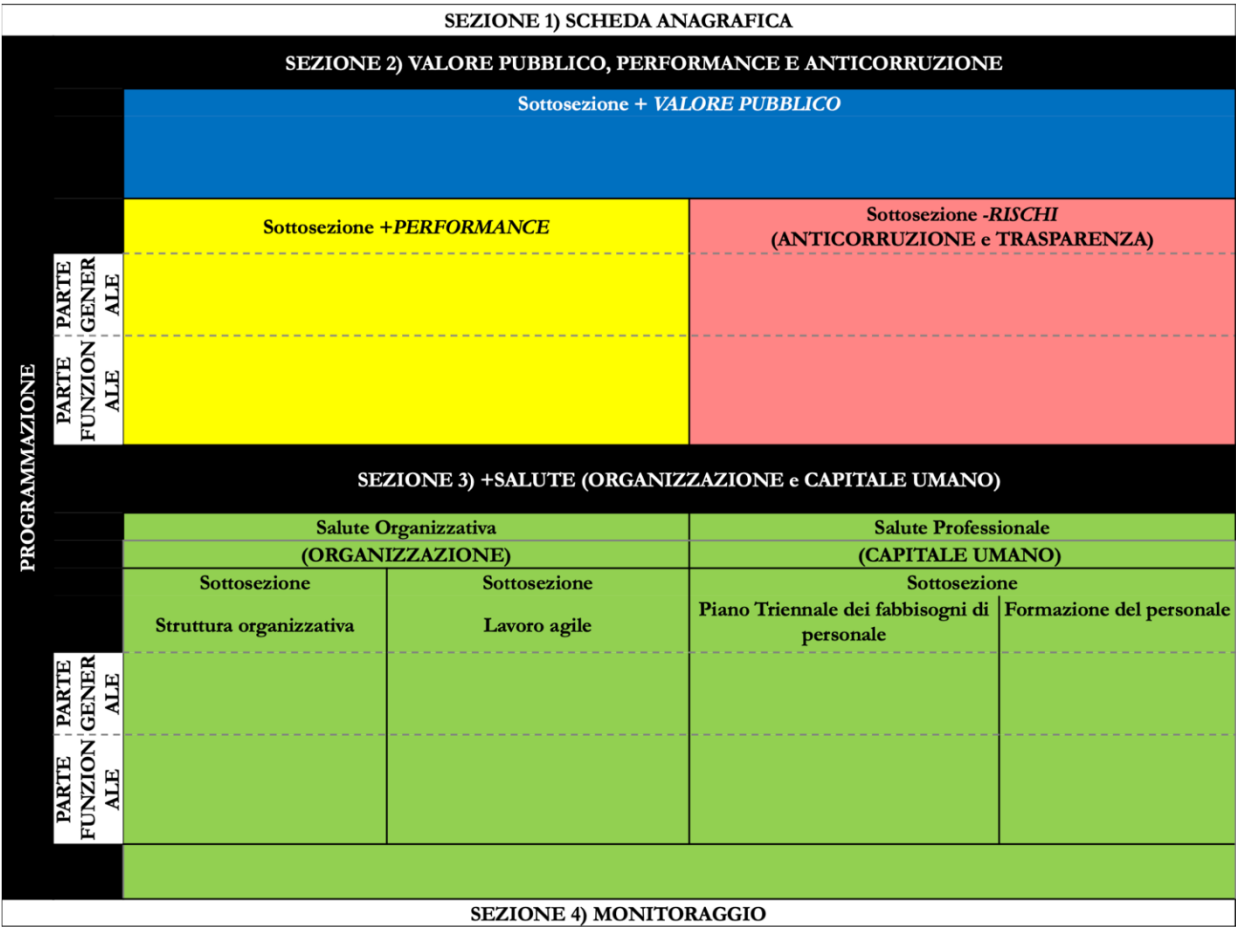 SEZIONE 1) SCHEDA ANAGRAFICA
SEZIONE 2) VALORE PUBBLICO, PERFORMANCE E ANTICORRUZIONE
Sottosezione + VALORE PUBBLICO
Sottosezione +PERFORMANCE
Sottosezione -RISCHI
(ANTICORRUZIONE e TRASPARENZA)
PARTE
GENER
ALE
PARTE
FUNZION
ALE
PROGRAMMAZIONE
SEZIONE 3) +SALUTE (ORGANIZZAZIONE e CAPITALE UMANO)
Salute Organizzativa
Salute Professionale
(ORGANIZZAZIONE)
(CAPITALE UMANO)
Sottosezione
Struttura organizzativa
Sottosezione
Lavoro agile
Sottosezione
Piano Triennale dei fabbisogni di
personale
Formazione del personale
PARTE
GENER
ALE
PARTE
FUNZION
ALE
SEZIONE 4) MONITORAGGIO